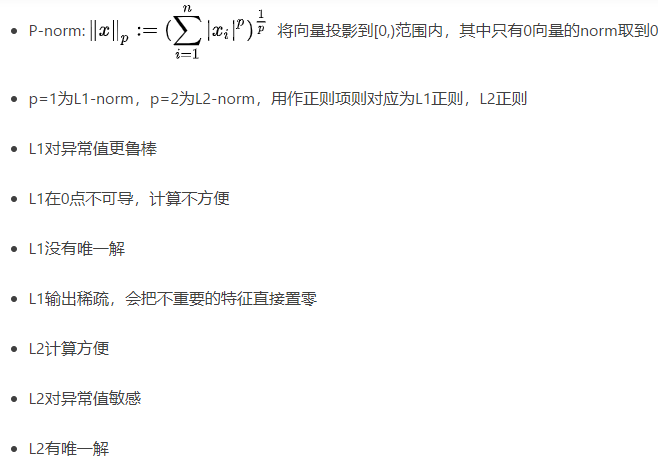 P-norm: $\|x\|_p := (\sum_{i=1}^{n} |x_i|^p)^{\frac{1}{p}}$ 将向量投影到[0,)范围内，其中只有0向量的norm取到0
p=1为L1-norm，p=2为L2-norm，用作正则项则对应为L1正则，L2正则
L1对异常值更鲁棒
L1在0点不可导，计算不方便
L1没有唯一解
L1输出稀疏，会把不重要的特征直接置零
L2计算方便
L2对异常值敏感
L2有唯一解